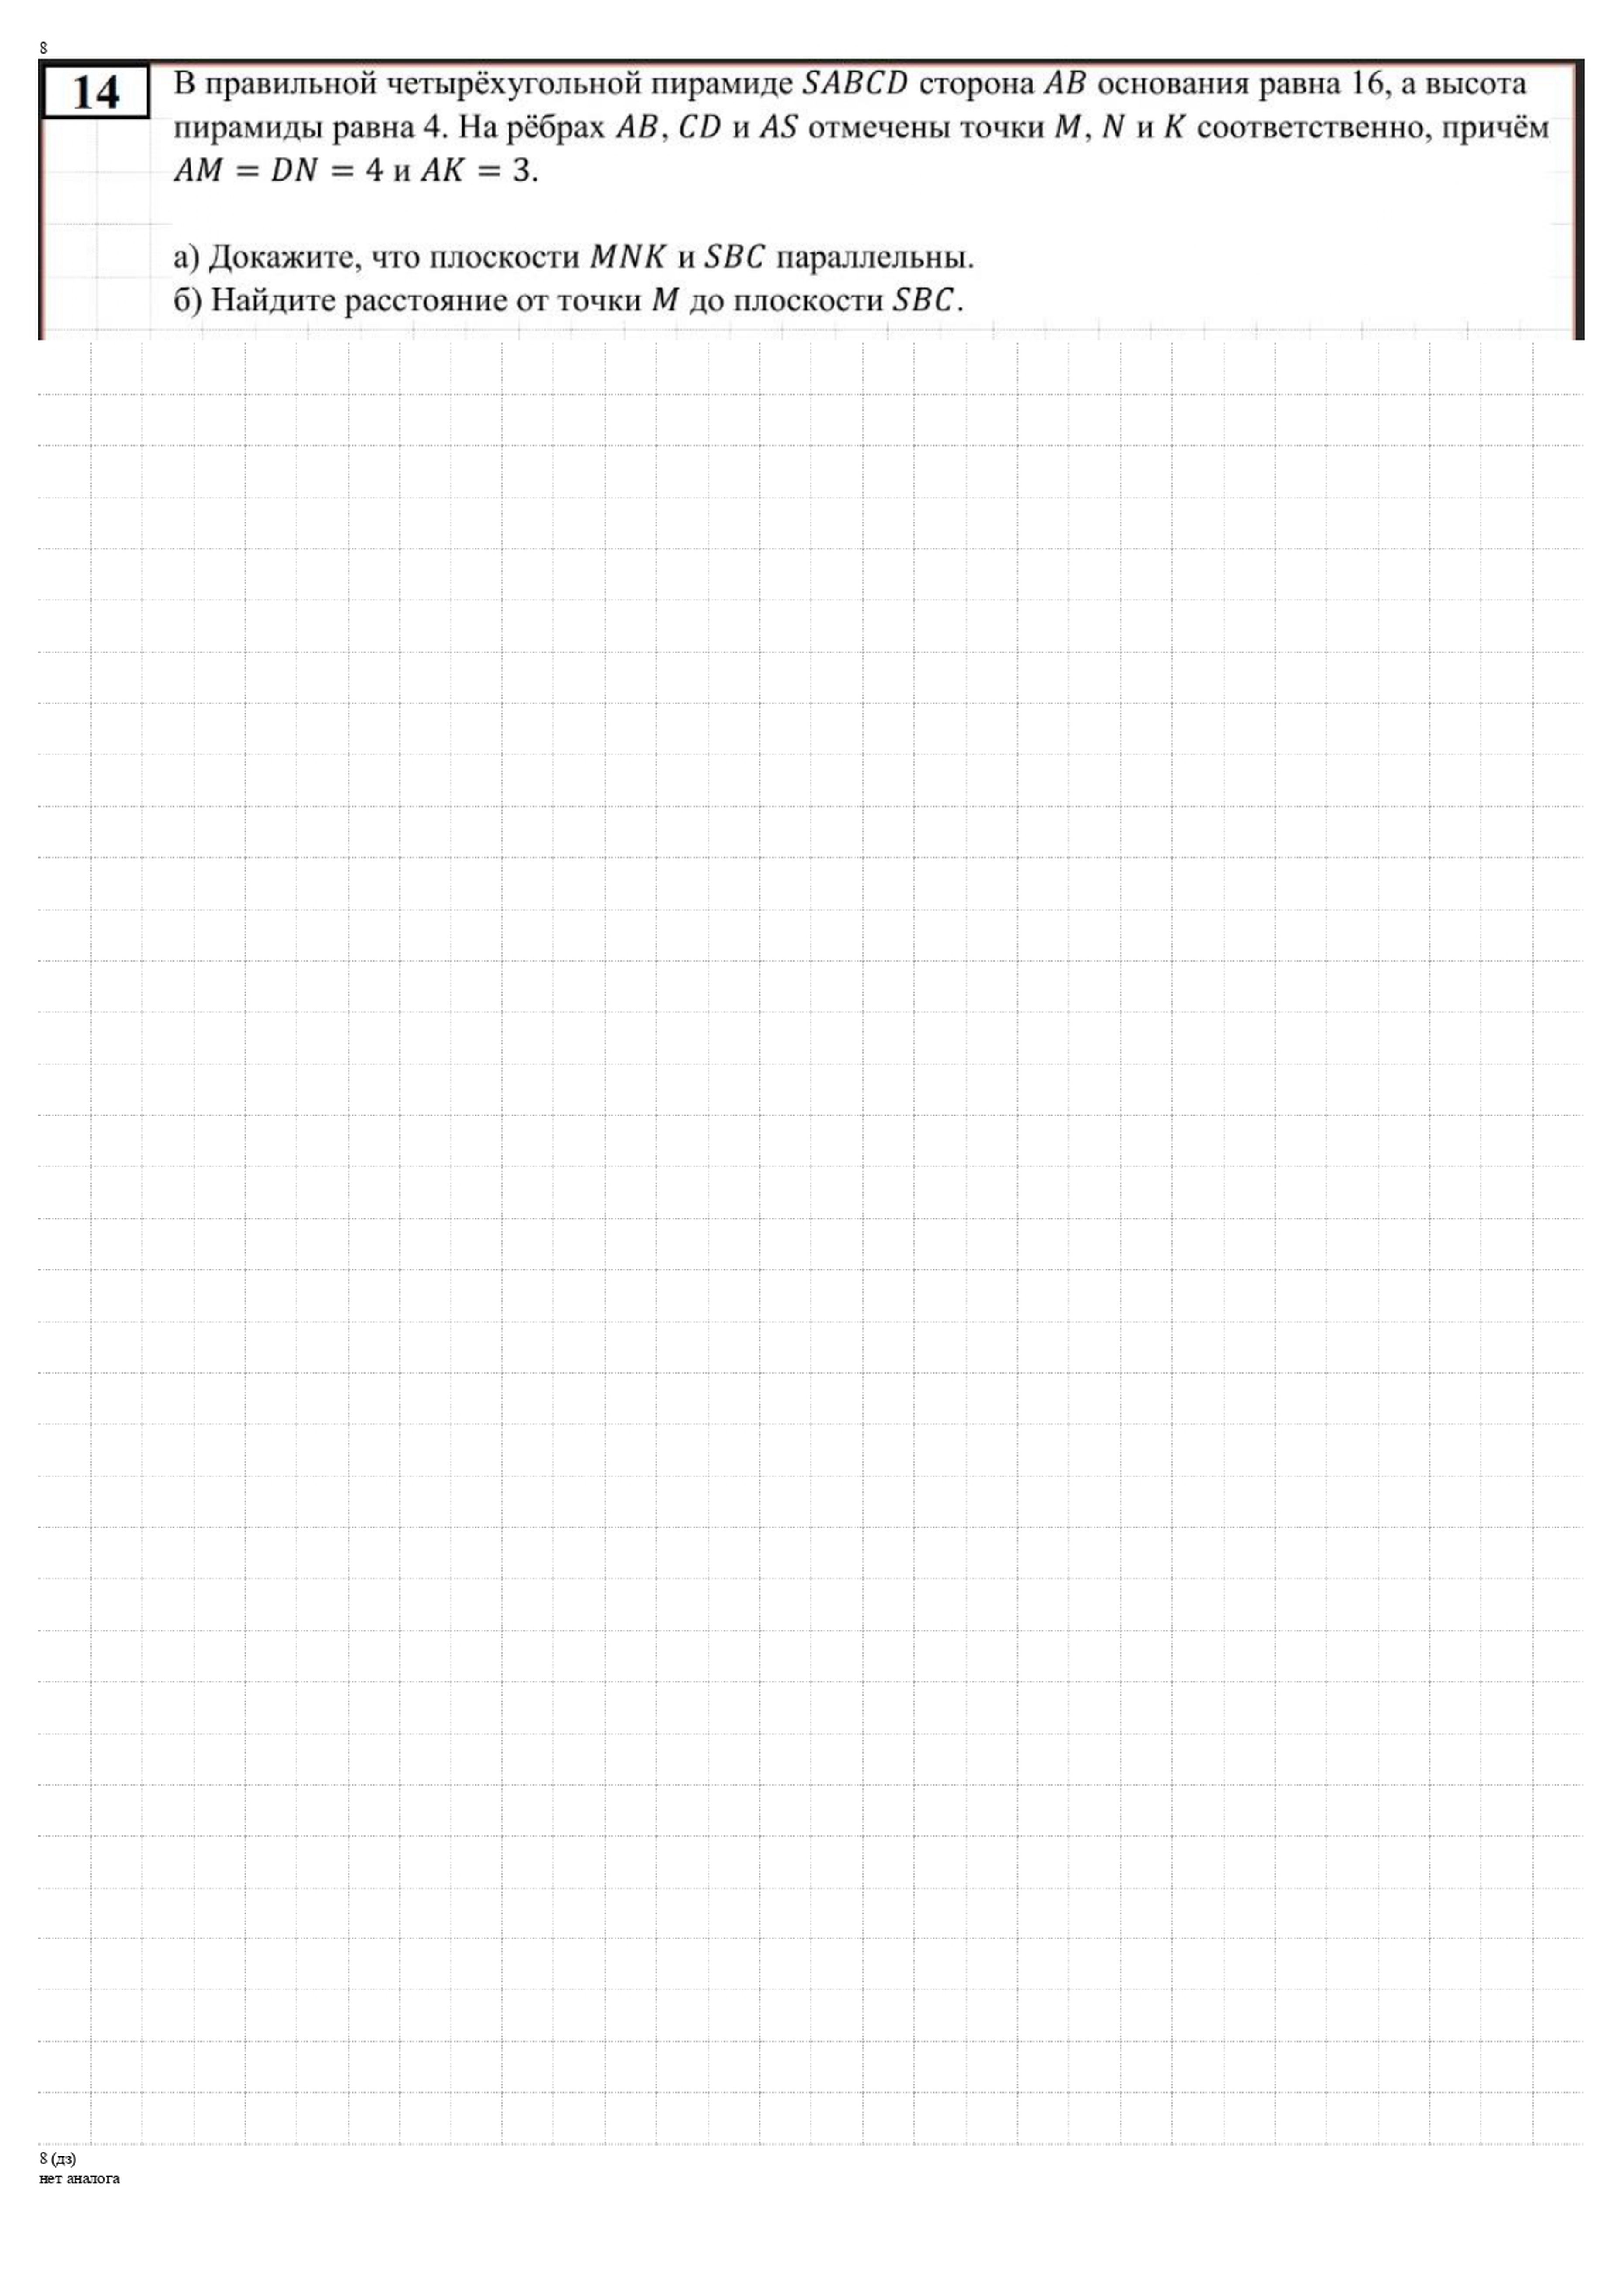 8
14
В правильной четырёхугольной пирамиде SABCD сторона AB основания равна 16, а высота
пирамиды равна 4. На рёбрах AB, CD и AS отмечены точки M, N и K соответственно, причём
AM = DN = 4 и AK = 3.
а) Докажите, что плоскости MNK и SBC параллельны.
б) Найдите расстояние от точки M до плоскости SBC.
8 (дз)
нет аналога